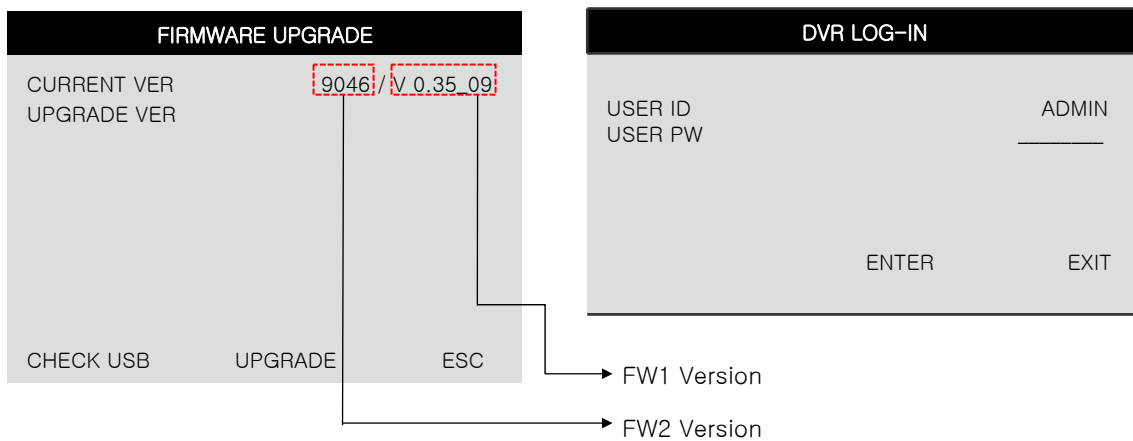 FIRMWARE UPGRADE
CURRENT VER 9046 / V 0.35_09
UPGRADE VER
CHECK USB UPGRADE ESC
DVR LOG-IN
USER ID ADMIN
USER PW ________
ENTER EXIT
FW1 Version
FW2 Version